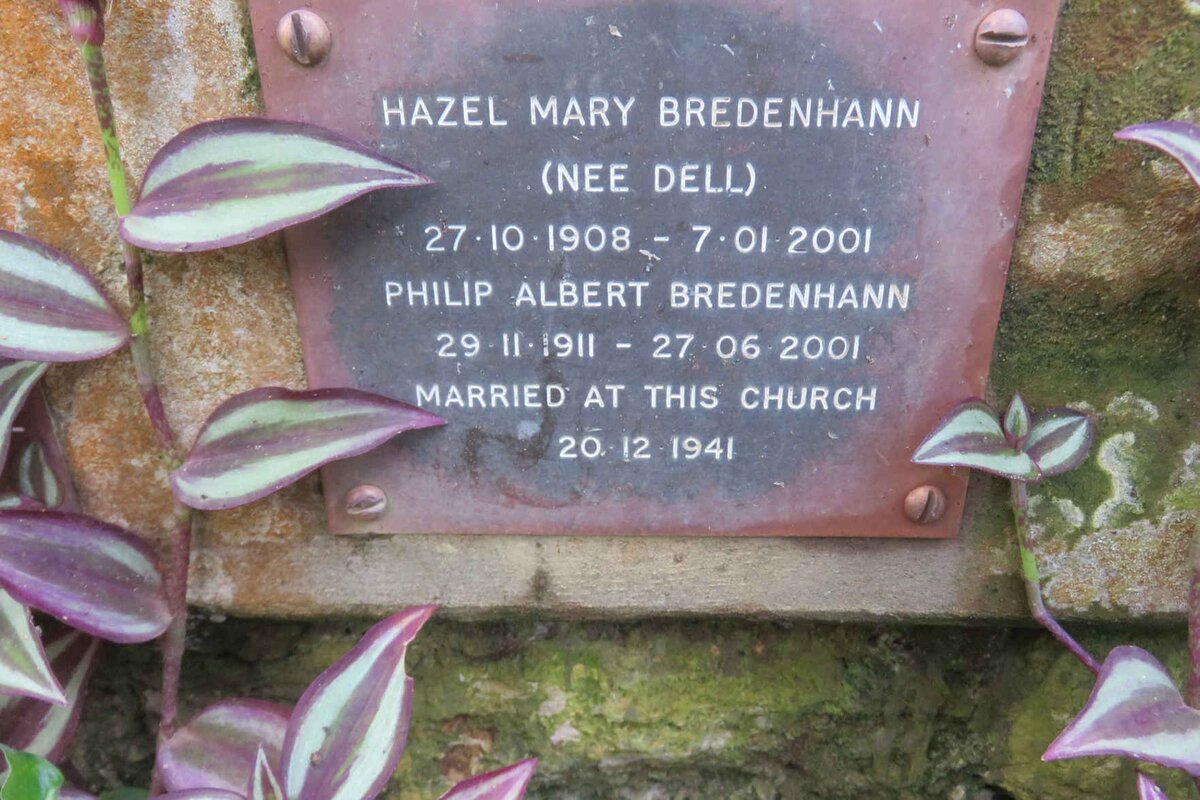 HAZEL MARY BREDENHANN
(NEE DELL)
27·10·1908 - 7·01·2001
PHILIP ALBERT BREDENHANN
29·11·1911 - 27·06·2001
MARRIED AT THIS CHURCH
20·12·1941